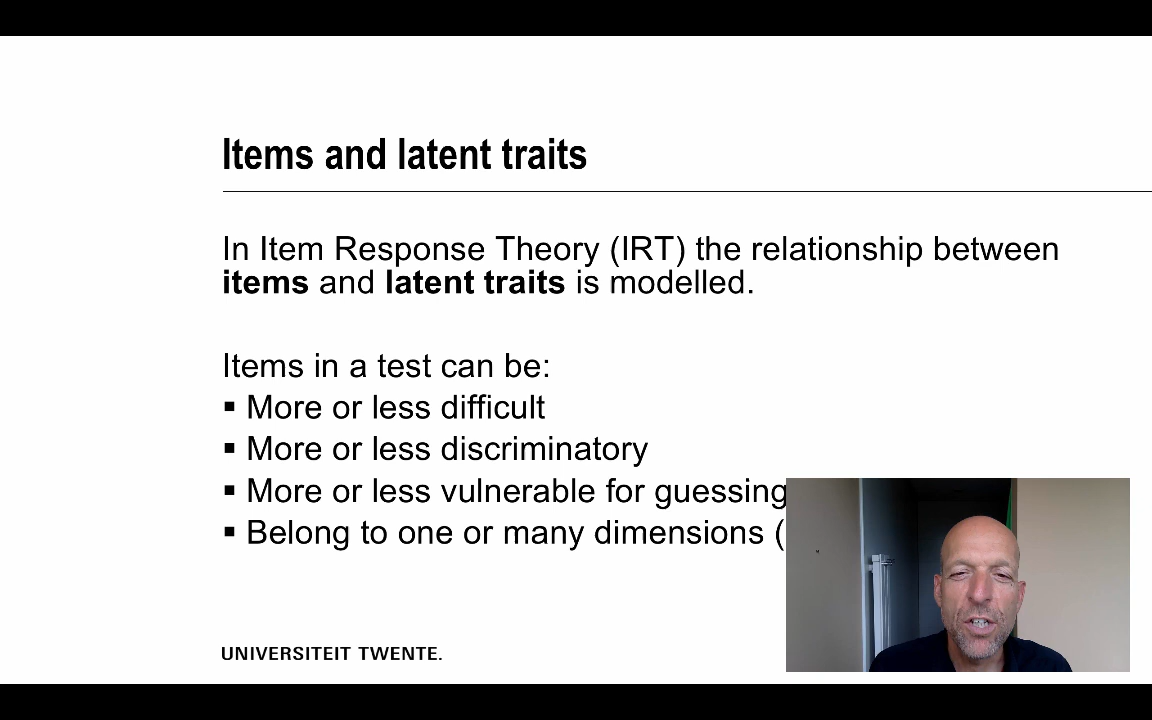 Items and latent traits
In Item Response Theory (IRT) the relationship between
items and latent traits is modelled.
Items in a test can be:
▪ More or less difficult
▪ More or less discriminatory
▪ More or less vulnerable for guessing
▪ Belong to one or many dimensions (
UNIVERSITEIT TWENTE.